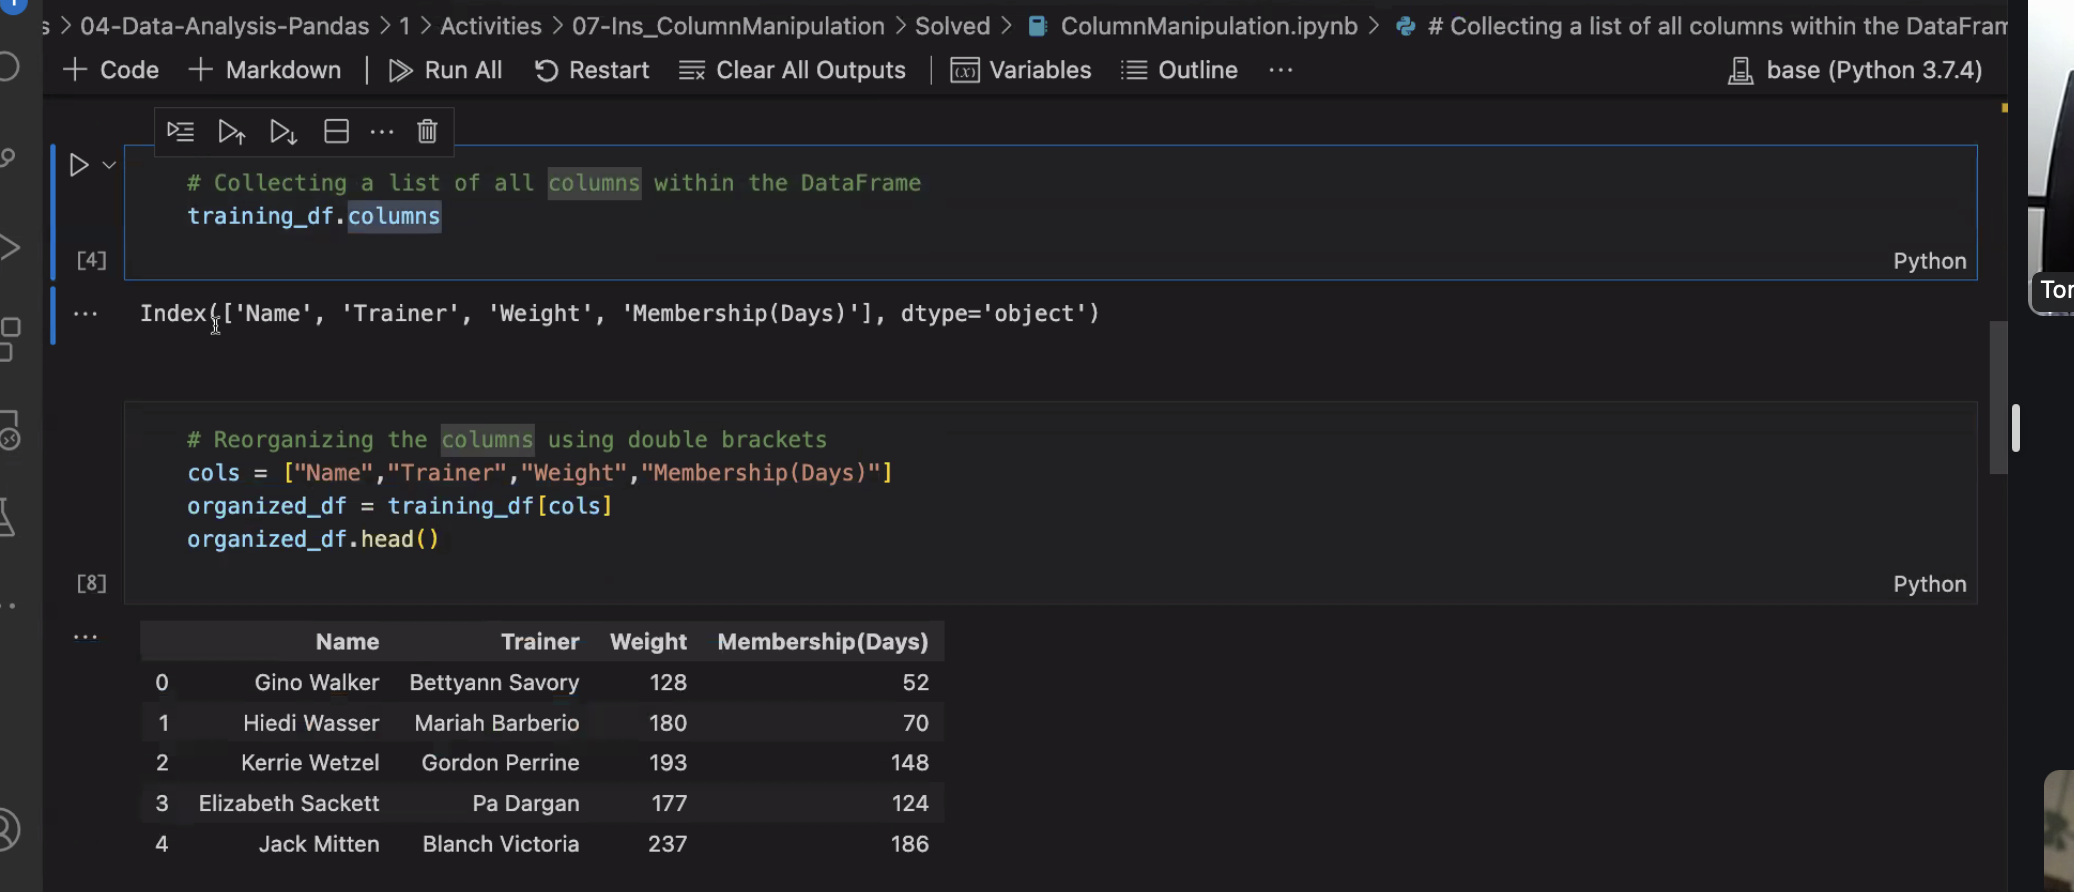 s > 04-Data-Analysis-Pandas > 1 > Activities > 07-Ins_ColumnManipulation > Solved > ColumnManipulation.ipynb > # Collecting a list of all columns within the DataFram
+ Code + Markdown | Run All Restart Clear All Outputs | Variables Outline ··· base (Python 3.7.4)
# Collecting a list of all columns within the DataFrame
training_df.columns
[4] Python
Index(['Name', 'Trainer', 'Weight', 'Membership(Days)'], dtype='object')
Tor
# Reorganizing the columns using double brackets
cols = ["Name","Trainer","Weight","Membership(Days)"]
organized_df = training_df[cols]
organized_df.head()
[8] Python
Name Trainer Weight Membership(Days)
0 Gino Walker Bettyann Savory 128 52
1 Hiedi Wasser Mariah Barberio 180 70
2 Kerrie Wetzel Gordon Perrine 193 148
3 Elizabeth Sackett Pa Dargan 177 124
4 Jack Mitten Blanch Victoria 237 186